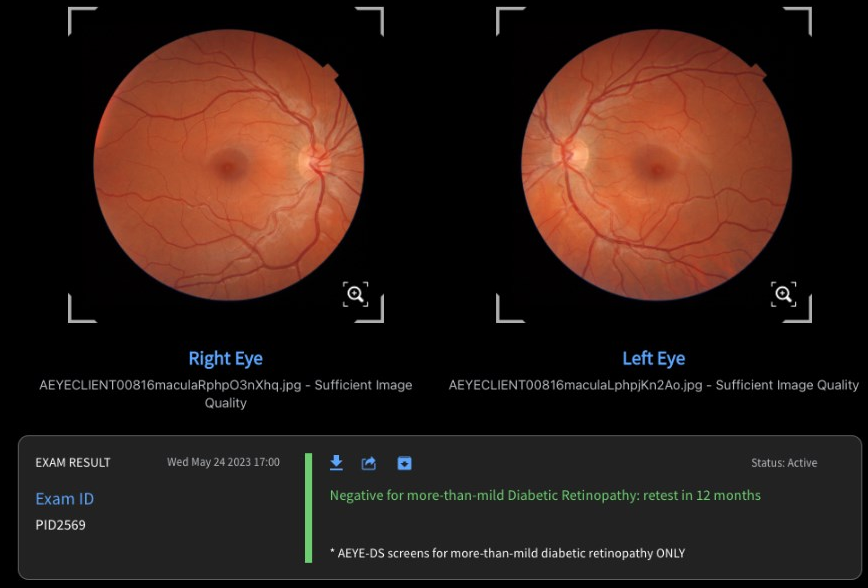 Right Eye
AEYECLIENT00816maculaRphpO3nXhq.jpg - Sufficient Image
Quality
Left Eye
AEYECLIENT00816maculaLphpjKn2Ao.jpg - Sufficient Image Quality
EXAM RESULT
Wed May 24 2023 17:00
Status: Active
Exam ID
PID2569
Negative for more-than-mild Diabetic Retinopathy: retest in 12 months
* AEYE-DS screens for more-than-mild diabetic retinopathy ONLY